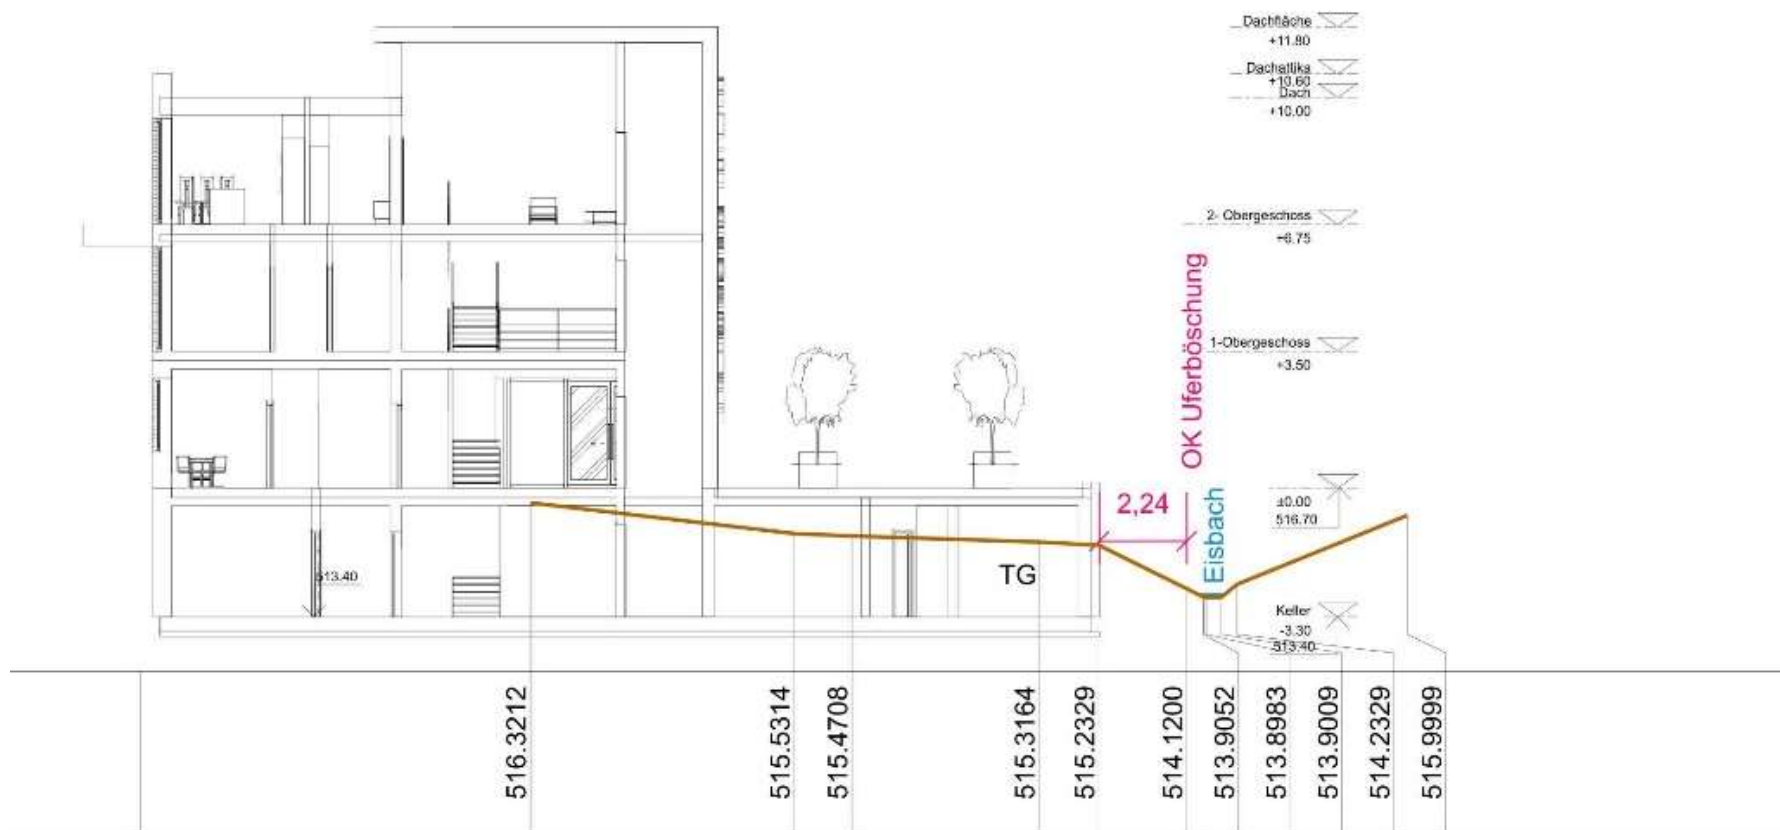 Dachfläche
+11.80
Dachattika
+10.60
Dach
+10.00
2- Obergeschoss
+6.75
OK Uferböschung
1-Obergeschoss
+3.50
2,24
Eisbach
±0.00
516.70
TG
513.40
Keller
-3.30
513.40
516.3212
515.5314
515.4708
515.3164
515.2329
514.1200
513.9052
513.8983
513.9009
514.2329
515.9999